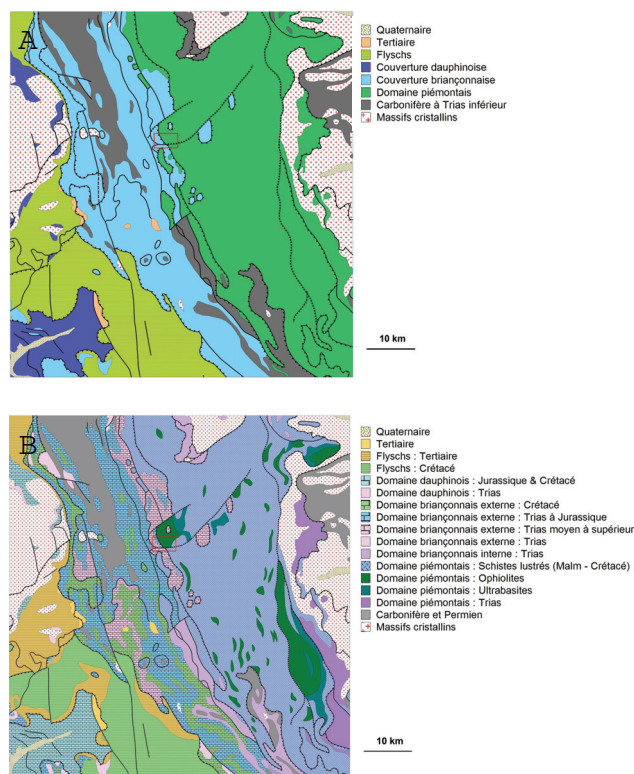 A
Quaternaire
Tertiaire
Flyschs
Couverture dauphinoise
Couverture briançonnaise
Domaine piémontais
Carbonifère à Trias inférieur
Massifs cristallins
10 km
B
Quaternaire
Tertiaire
Flyschs : Tertiaire
Flyschs : Crétacé
Domaine dauphinois : Jurassique & Crétacé
Domaine dauphinois : Trias
Domaine briançonnais externe : Crétacé
Domaine briançonnais externe : Trias à Jurassique
Domaine briançonnais externe : Trias moyen à supérieur
Domaine briançonnais externe : Trias
Domaine briançonnais interne : Trias
Domaine piémontais : Schistes lustrés (Malm - Crétacé)
Domaine piémontais : Ophiolites
Domaine piémontais : Ultrabasites
Domaine piémontais : Trias
Carbonifère et Permien
Massifs cristallins
10 km